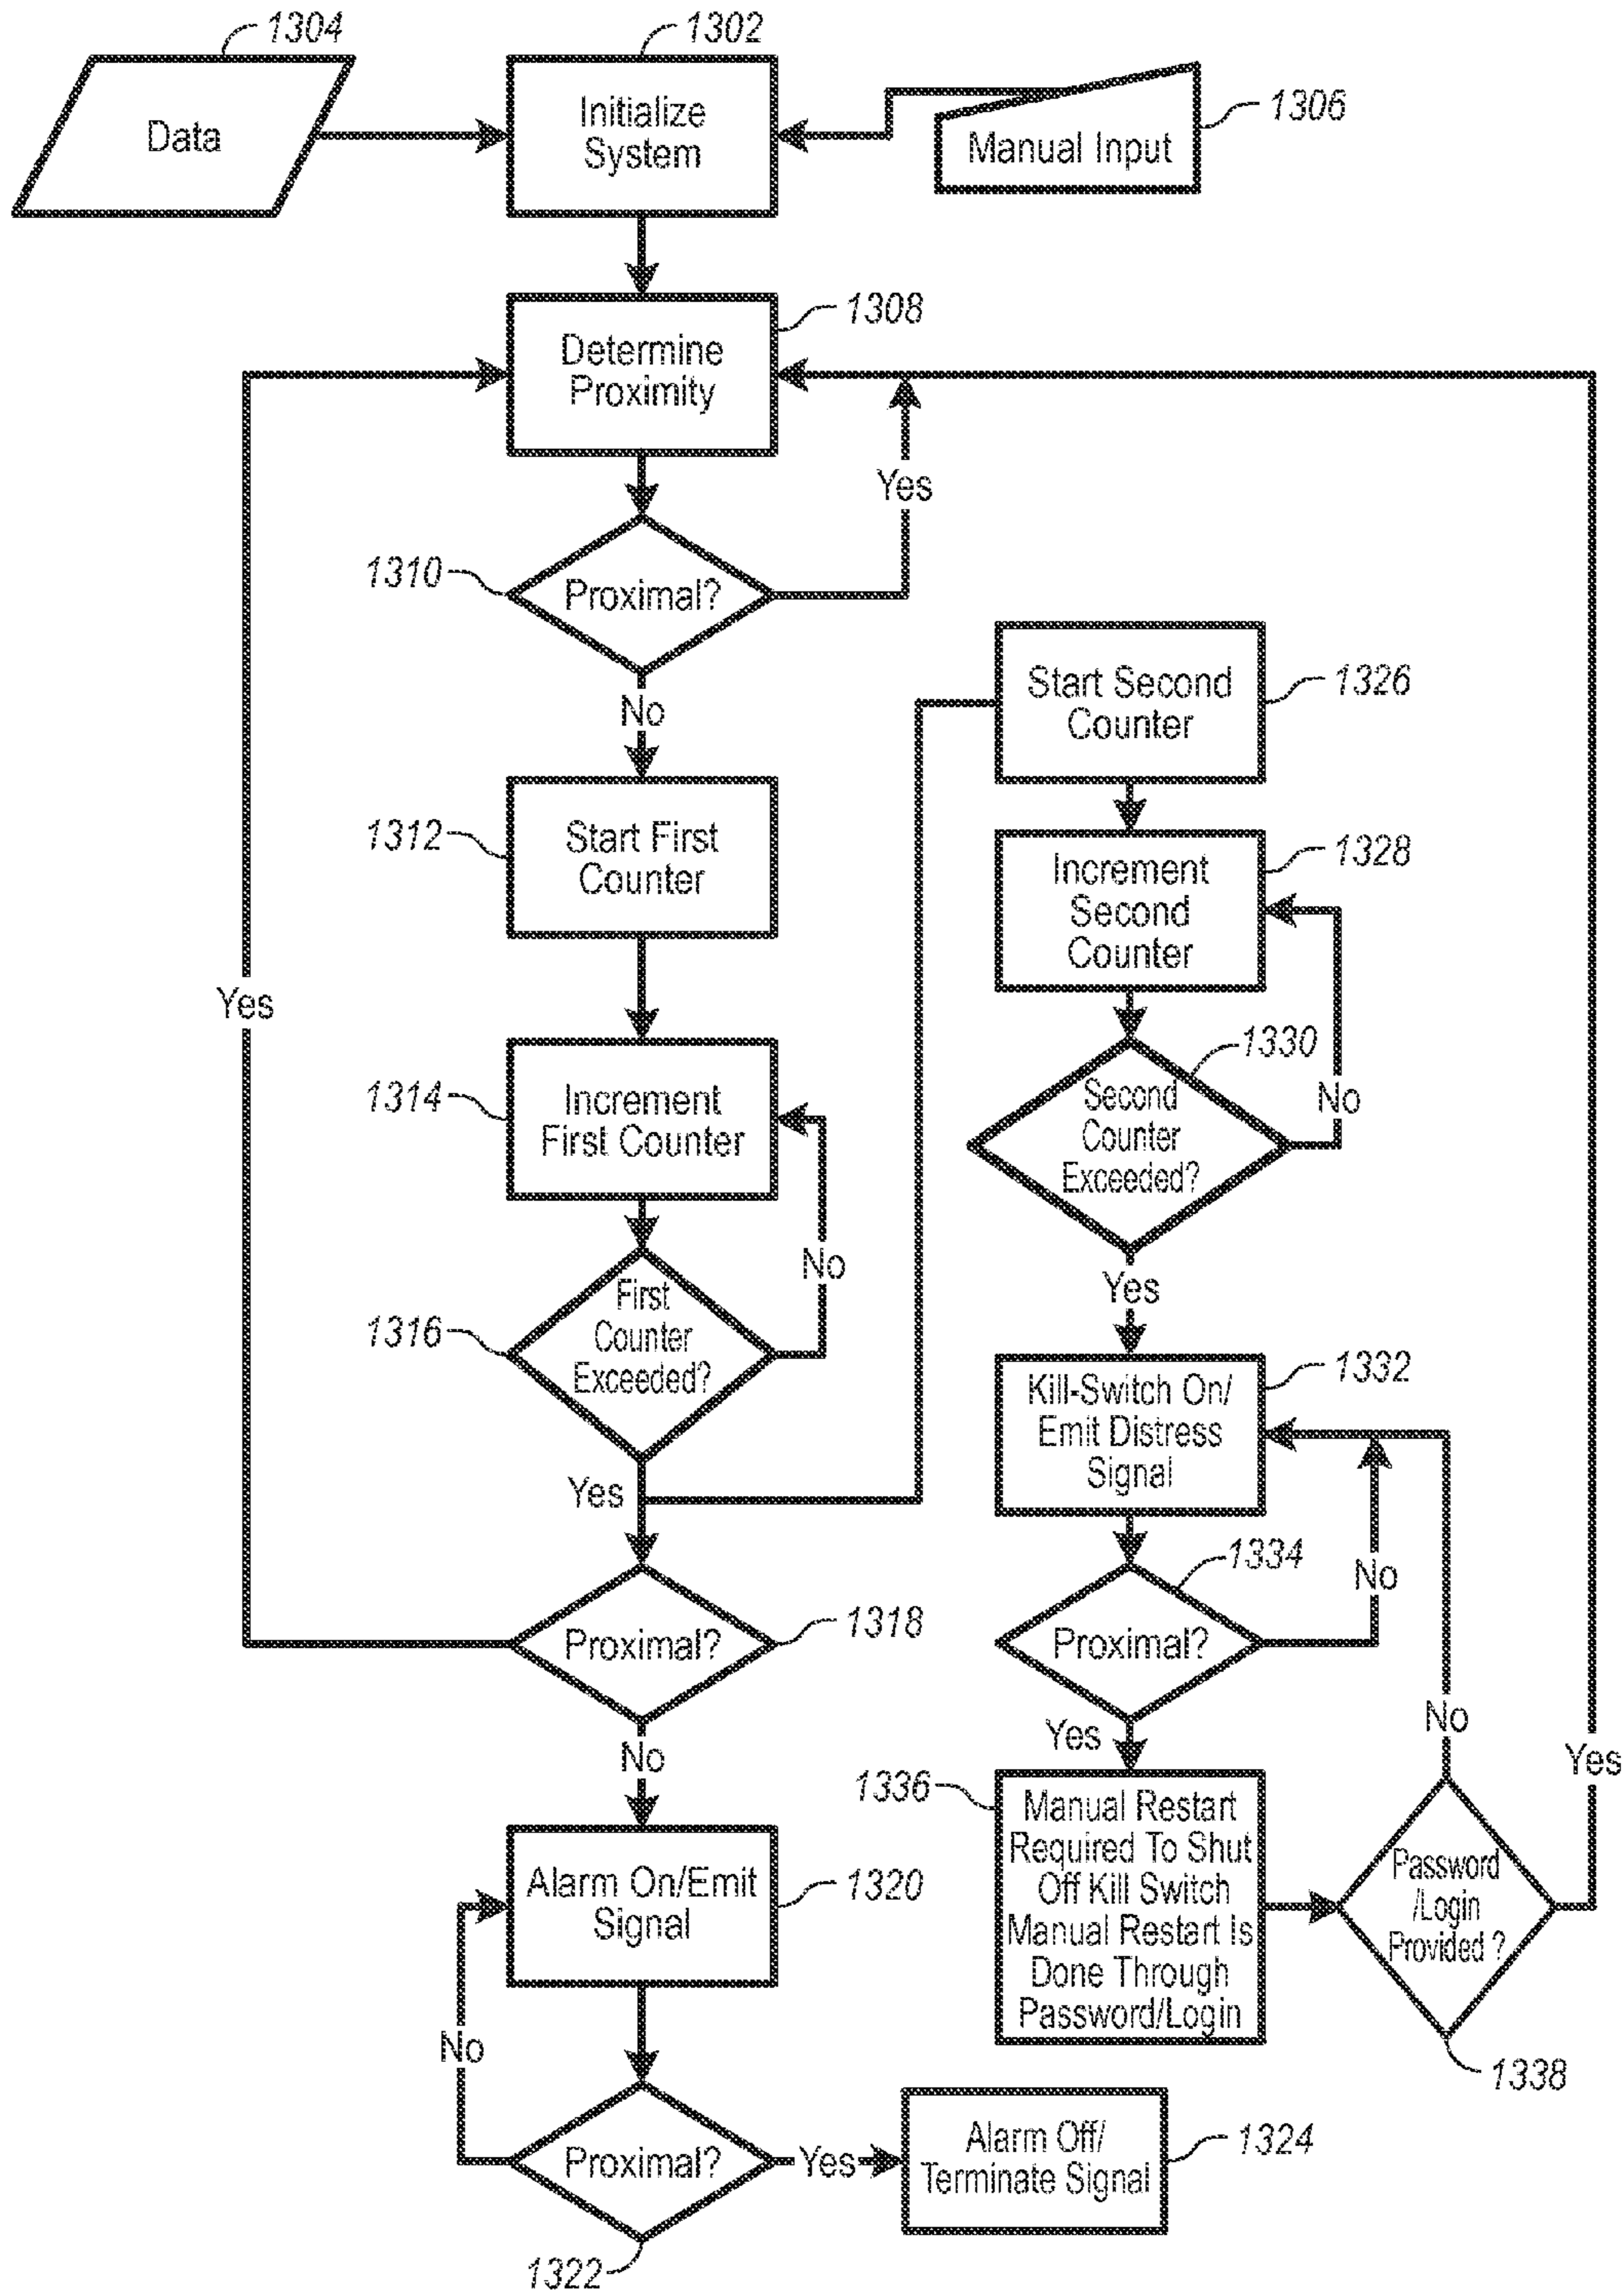 1304
1302
Data
Initialize
System
Manual Input
1306
1308
Determine
Proximity
Yes
1310
Proximal?
No
1312
Start First
Counter
Start Second
Counter
1326
1314
Increment
First Counter
Increment
Second
Counter
1328
Yes
No
1316
First
Counter
Exceeded?
1330
Second
Counter
Exceeded?
No
Yes
Yes
Kill-Switch On/
Emit Distress
Signal
1332
Proximal?
1318
No
Proximal?
1334
No
Yes
Alarm On/Emit
Signal
1320
1336
Manual Restart
Required To Shut
Off Kill Switch
Manual Restart Is
Done Through
Password/Login
No
Password
/Login
Provided ?
Yes
1338
No
Proximal?
1322
Yes
Alarm Off/
Terminate Signal
1324